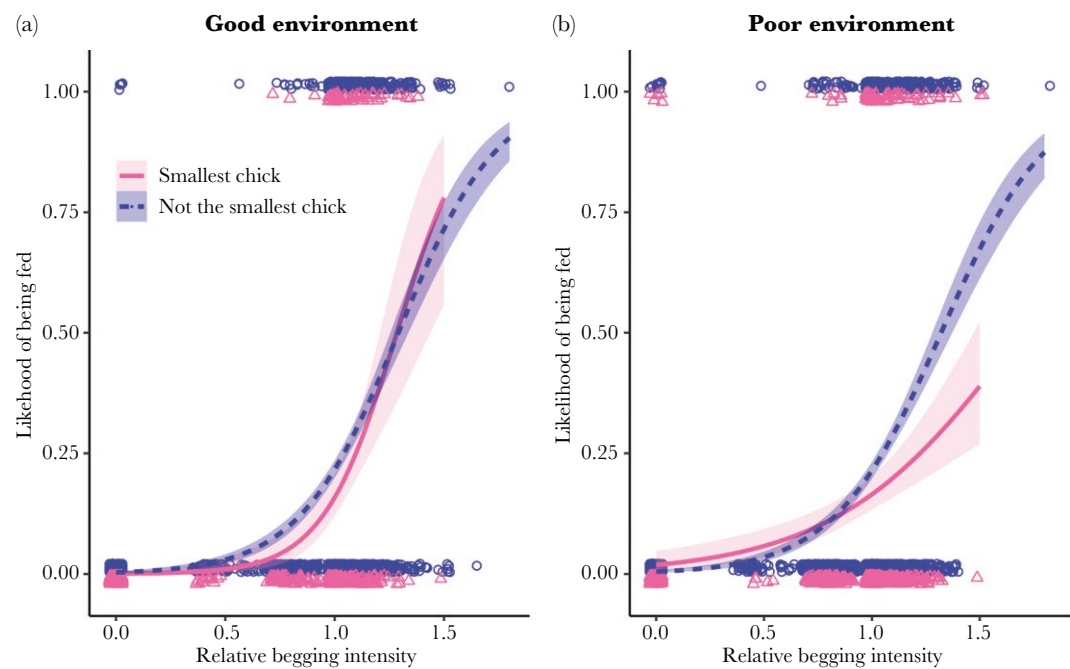 (a)
Good environment
1.00
0.75
0.50
0.25
0.00
Likehood of being fed
Smallest chick
Not the smallest chick
0.0
0.5
1.0
1.5
Relative begging intensity
(b)
Poor environment
1.00
0.75
0.50
0.25
0.00
Likelihood of being fed
0.0
0.5
1.0
1.5
Relative begging intensity